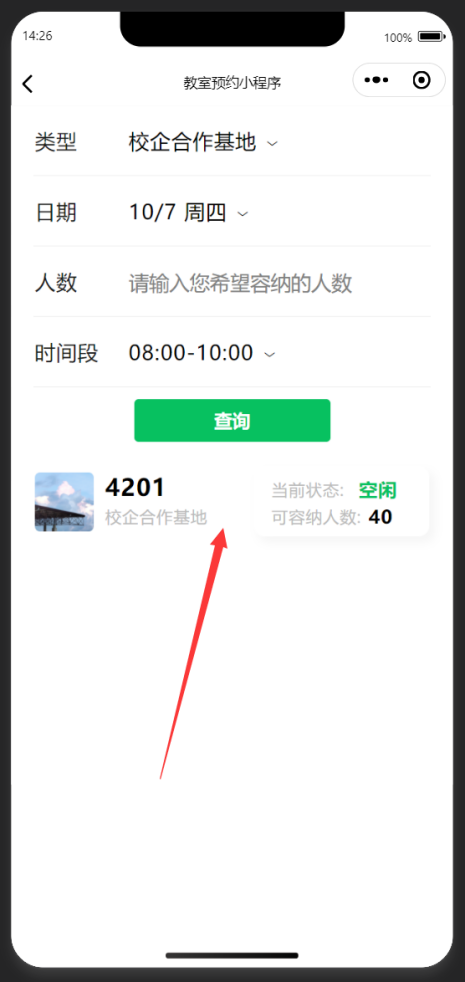 14:26 100%
教室预约小程序
类型 校企合作基地
日期 10/7 周四
人数 请输入您希望容纳的人数
时间段 08:00-10:00
查询
4201 当前状态: 空闲
校企合作基地 可容纳人数: 40